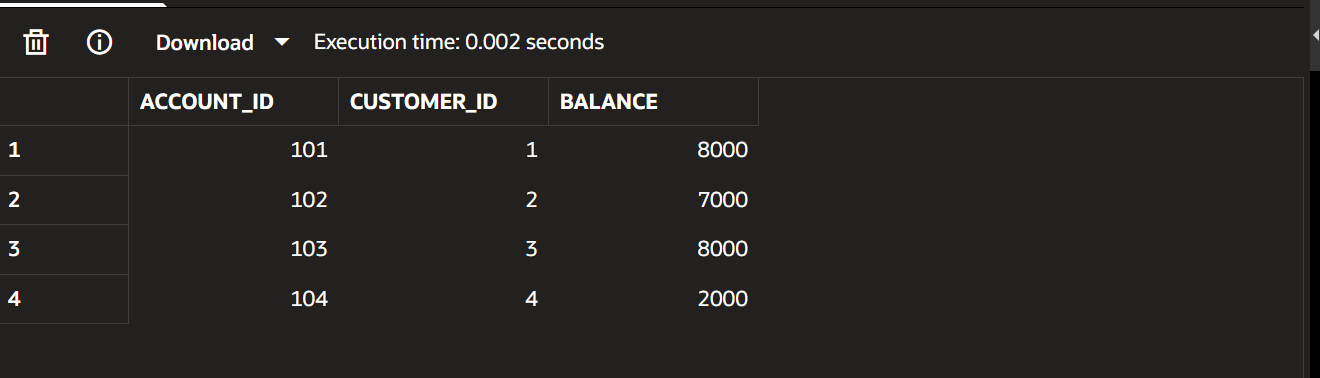 Download Execution time: 0.002 seconds
ACCOUNT_ID CUSTOMER_ID BALANCE
1 101 1 8000
2 102 2 7000
3 103 3 8000
4 104 4 2000